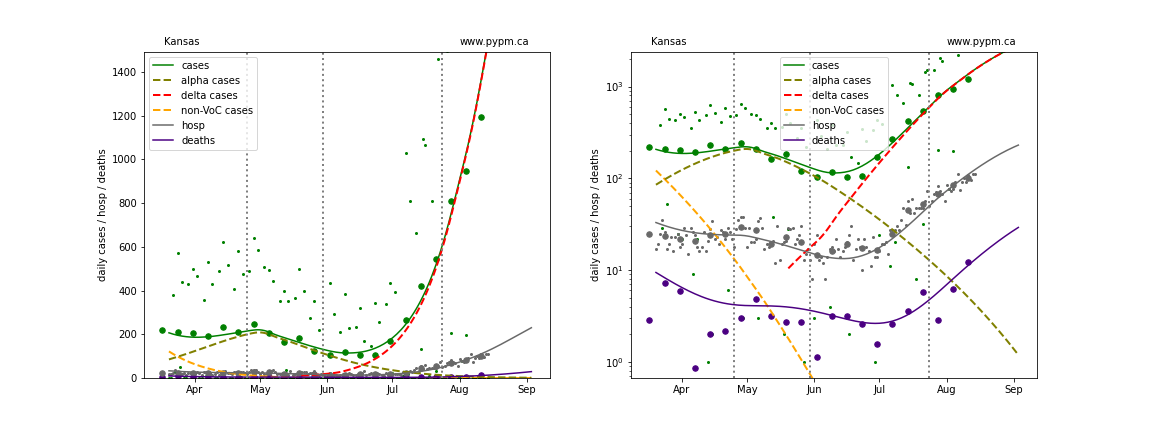 Kansas
www.pypm.ca
cases
alpha cases
delta cases
non-VoC cases
hosp
deaths
daily cases / hosp / deaths
1400
1200
1000
800
600
400
200
0
Apr
May
Jun
Jul
Aug
Sep
Kansas
www.pypm.ca
cases
alpha cases
delta cases
non-VoC cases
hosp
deaths
daily cases / hosp / deaths
10³
10²
10¹
10⁰
Apr
May
Jun
Jul
Aug
Sep